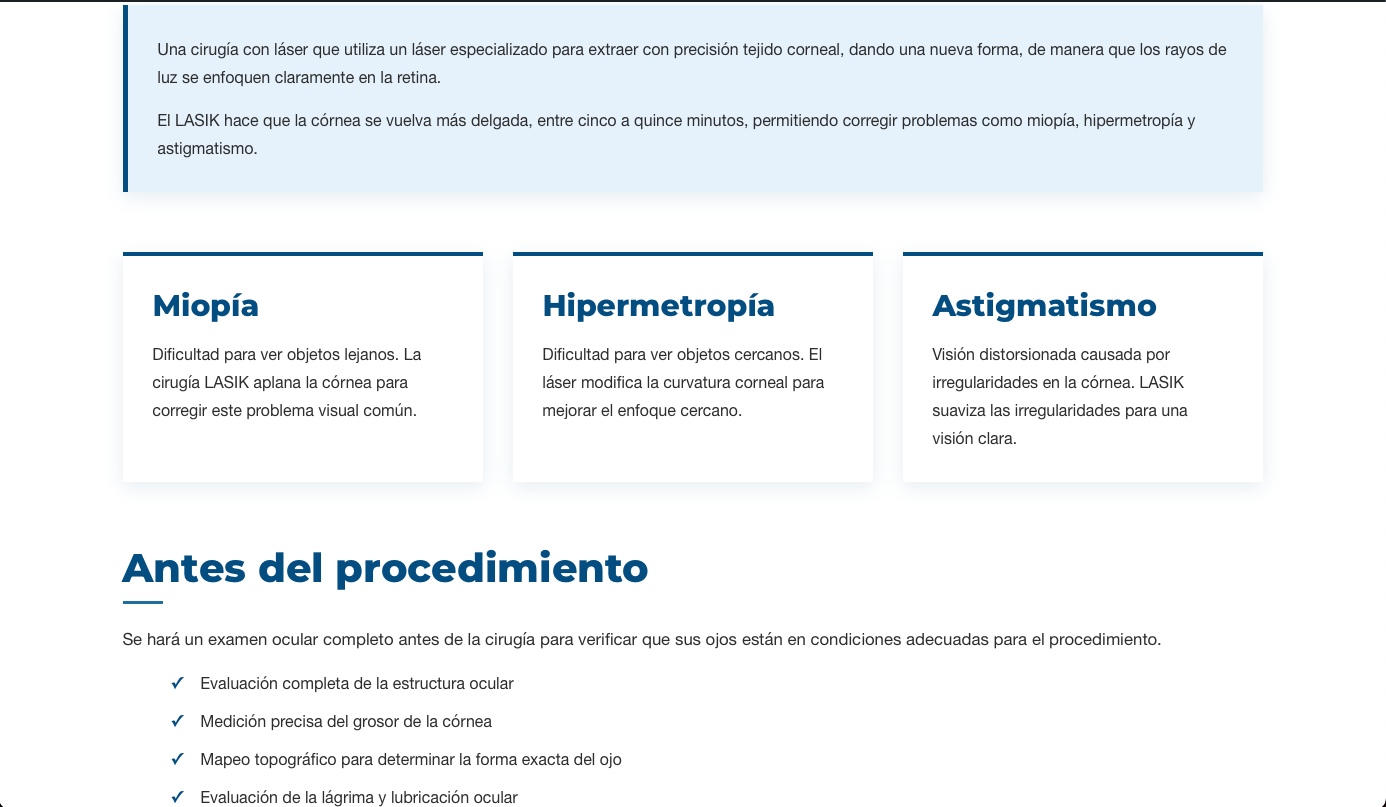 Una cirugía con láser que utiliza un láser especializado para extraer con precisión tejido corneal, dando una nueva forma, de manera que los rayos de
luz se enfoquen claramente en la retina.
El LASIK hace que la córnea se vuelva más delgada, entre cinco a quince minutos, permitiendo corregir problemas como miopía, hipermetropía y
astigmatismo.
Miopía
Dificultad para ver objetos lejanos. La
cirugía LASIK aplana la córnea para
corregir este problema visual común.
Hipermetropía
Dificultad para ver objetos cercanos. El
láser modifica la curvatura corneal para
mejorar el enfoque cercano.
Astigmatismo
Visión distorsionada causada por
irregularidades en la córnea. LASIK
suaviza las irregularidades para una
visión clara.
Antes del procedimiento
Se hará un examen ocular completo antes de la cirugía para verificar que sus ojos están en condiciones adecuadas para el procedimiento.
✓ Evaluación completa de la estructura ocular
✓ Medición precisa del grosor de la córnea
✓ Mapeo topográfico para determinar la forma exacta del ojo
✓ Evaluación de la lágrima y lubricación ocular